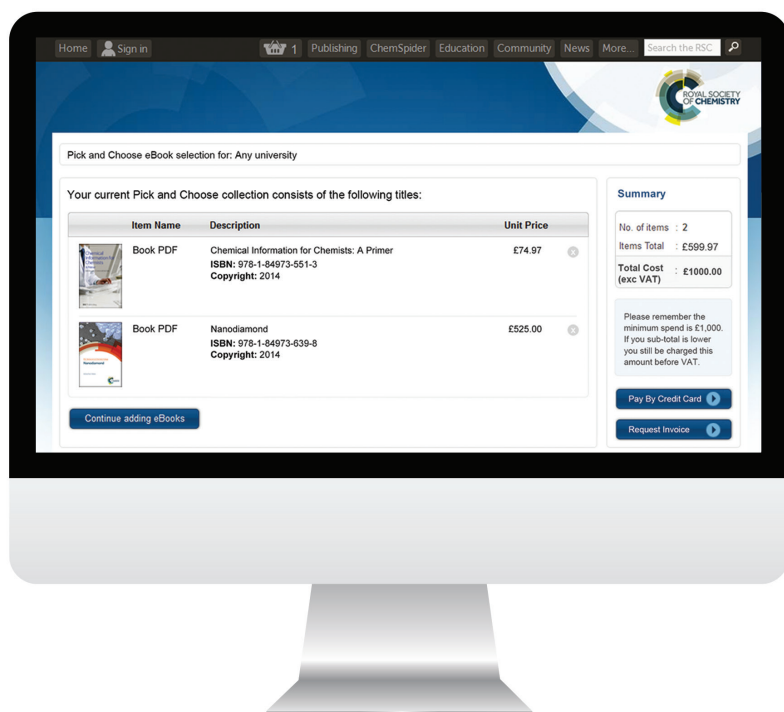 Home Sign in 1 Publishing ChemSpider Education Community News More... Search the RSC
ROYAL SOCIETY
OF CHEMISTRY
Pick and Choose eBook selection for: Any university
Your current Pick and Choose collection consists of the following titles:
Item Name Description Unit Price
Chemical
Information for
Chemists
Book PDF Chemical Information for Chemists: A Primer £74.97
ISBN: 978-1-84973-551-3
Copyright: 2014
Book PDF Nanodiamond £525.00
ISBN: 978-1-84973-639-8
Copyright: 2014
Nanodiamond
Continue adding eBooks
Summary
No. of items : 2
Items Total : £599.97
Total Cost : £1000.00
(exc VAT)
Please remember the
minimum spend is £1,000.
If you sub-total is lower
you still be charged this
amount before VAT.
Pay By Credit Card
Request Invoice